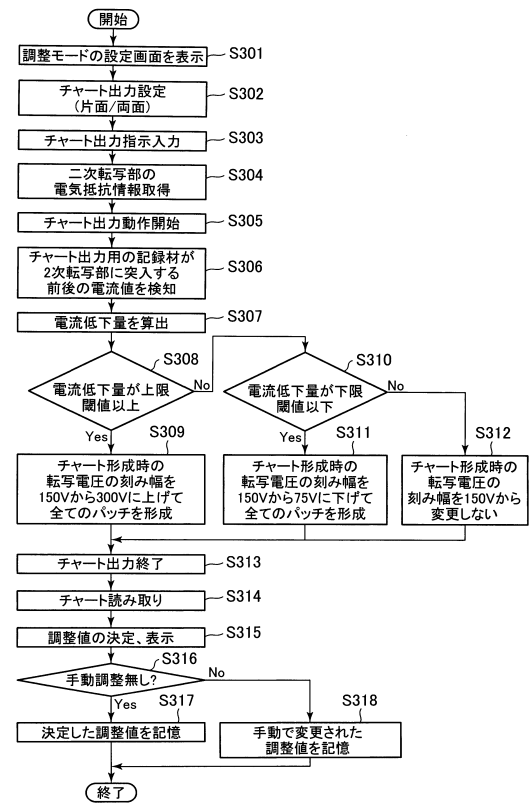 開始
調整モードの設定画面を表示
S301
チャート出力設定
(片面/両面)
S302
チャート出力指示入力
S303
二次転写部の
電気抵抗情報取得
S304
チャート出力動作開始
S305
チャート出力用の記録材が
2次転写部に突入する
前後の電流値を検知
S306
電流低下量を算出
S307
電流低下量が上限
閾値以上
S308
No
Yes
電流低下量が下限
閾値以下
S310
No
Yes
S309
チャート形成時の
転写電圧の刻み幅を
150Vから300Vに上げて
全てのパッチを形成
S311
チャート形成時の
転写電圧の刻み幅を
150Vから75Vに下げて
全てのパッチを形成
S312
チャート形成時の
転写電圧の
刻み幅を150Vから
変更しない
チャート出力終了
S313
チャート読み取り
S314
調整値の決定、表示
S315
手動調整無し?
S316
No
Yes
S317
決定した調整値を記憶
S318
手動で変更された
調整値を記憶
終了